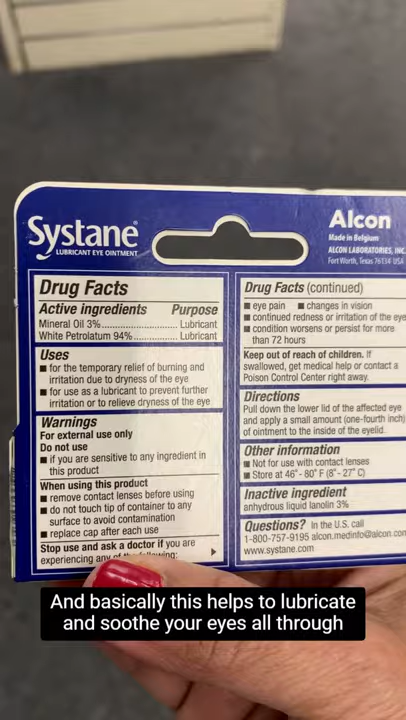 Systane®
LUBRICANT EYE OINTMENT
Alcon
Made in Belgium
ALCON LABORATORIES, INC.
Fort Worth, Texas 76134 USA
Drug Facts
Active ingredients Purpose
Mineral Oil 3%.............................. Lubricant
White Petrolatum 94%.................. Lubricant
Uses
■ for the temporary relief of burning and
irritation due to dryness of the eye
■ for use as a lubricant to prevent further
irritation or to relieve dryness of the eye
Warnings
For external use only
Do not use
■ if you are sensitive to any ingredient in
this product
When using this product
■ remove contact lenses before using
■ do not touch tip of container to any
surface to avoid contamination
■ replace cap after each use
Stop use and ask a doctor if you are
experiencing any of the following:
Drug Facts (continued)
■ eye pain ■ changes in vision
■ continued redness or irritation of the eye
■ condition worsens or persist for more
than 72 hours
Keep out of reach of children. If
swallowed, get medical help or contact a
Poison Control Center right away.
Directions
Pull down the lower lid of the affected eye
and apply a small amount (one-fourth inch)
of ointment to the inside of the eyelid.
Other information
■ Not for use with contact lenses
■ Store at 46° - 80° F (8° - 27° C)
Inactive ingredient
anhydrous liquid lanolin 3%
Questions? In the U.S. call
1-800-757-9195 alcon.medinfo@alcon.com
www.systane.com
And basically this helps to lubricate
and soothe your eyes all through